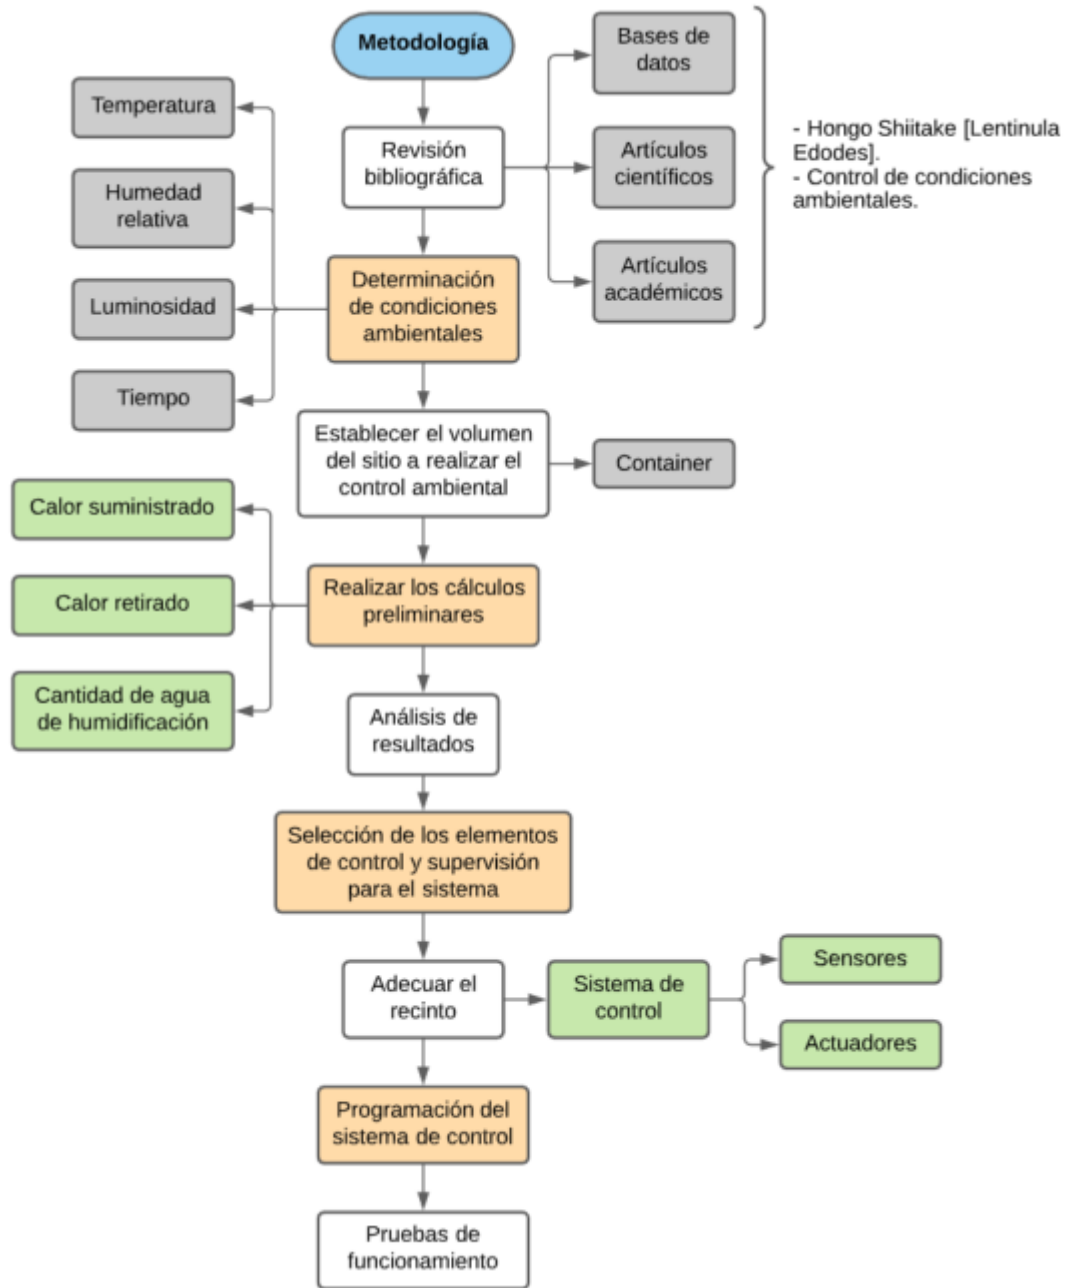 Metodología
Bases de
datos
Temperatura
Revisión
bibliográfica
Artículos
científicos
- Hongo Shiitake [Lentinula
Edodes].
- Control de condiciones
ambientales.
Humedad
relativa
Artículos
académicos
Determinación
de condiciones
ambientales
Luminosidad
Tiempo
Establecer el volumen
del sitio a realizar el
control ambiental
Container
Calor suministrado
Realizar los cálculos
preliminares
Calor retirado
Cantidad de agua
de humidificación
Análisis de
resultados
Selección de los elementos
de control y supervisión
para el sistema
Adecuar el
recinto
Sistema de
control
Sensores
Actuadores
Programación del
sistema de control
Pruebas de
funcionamiento